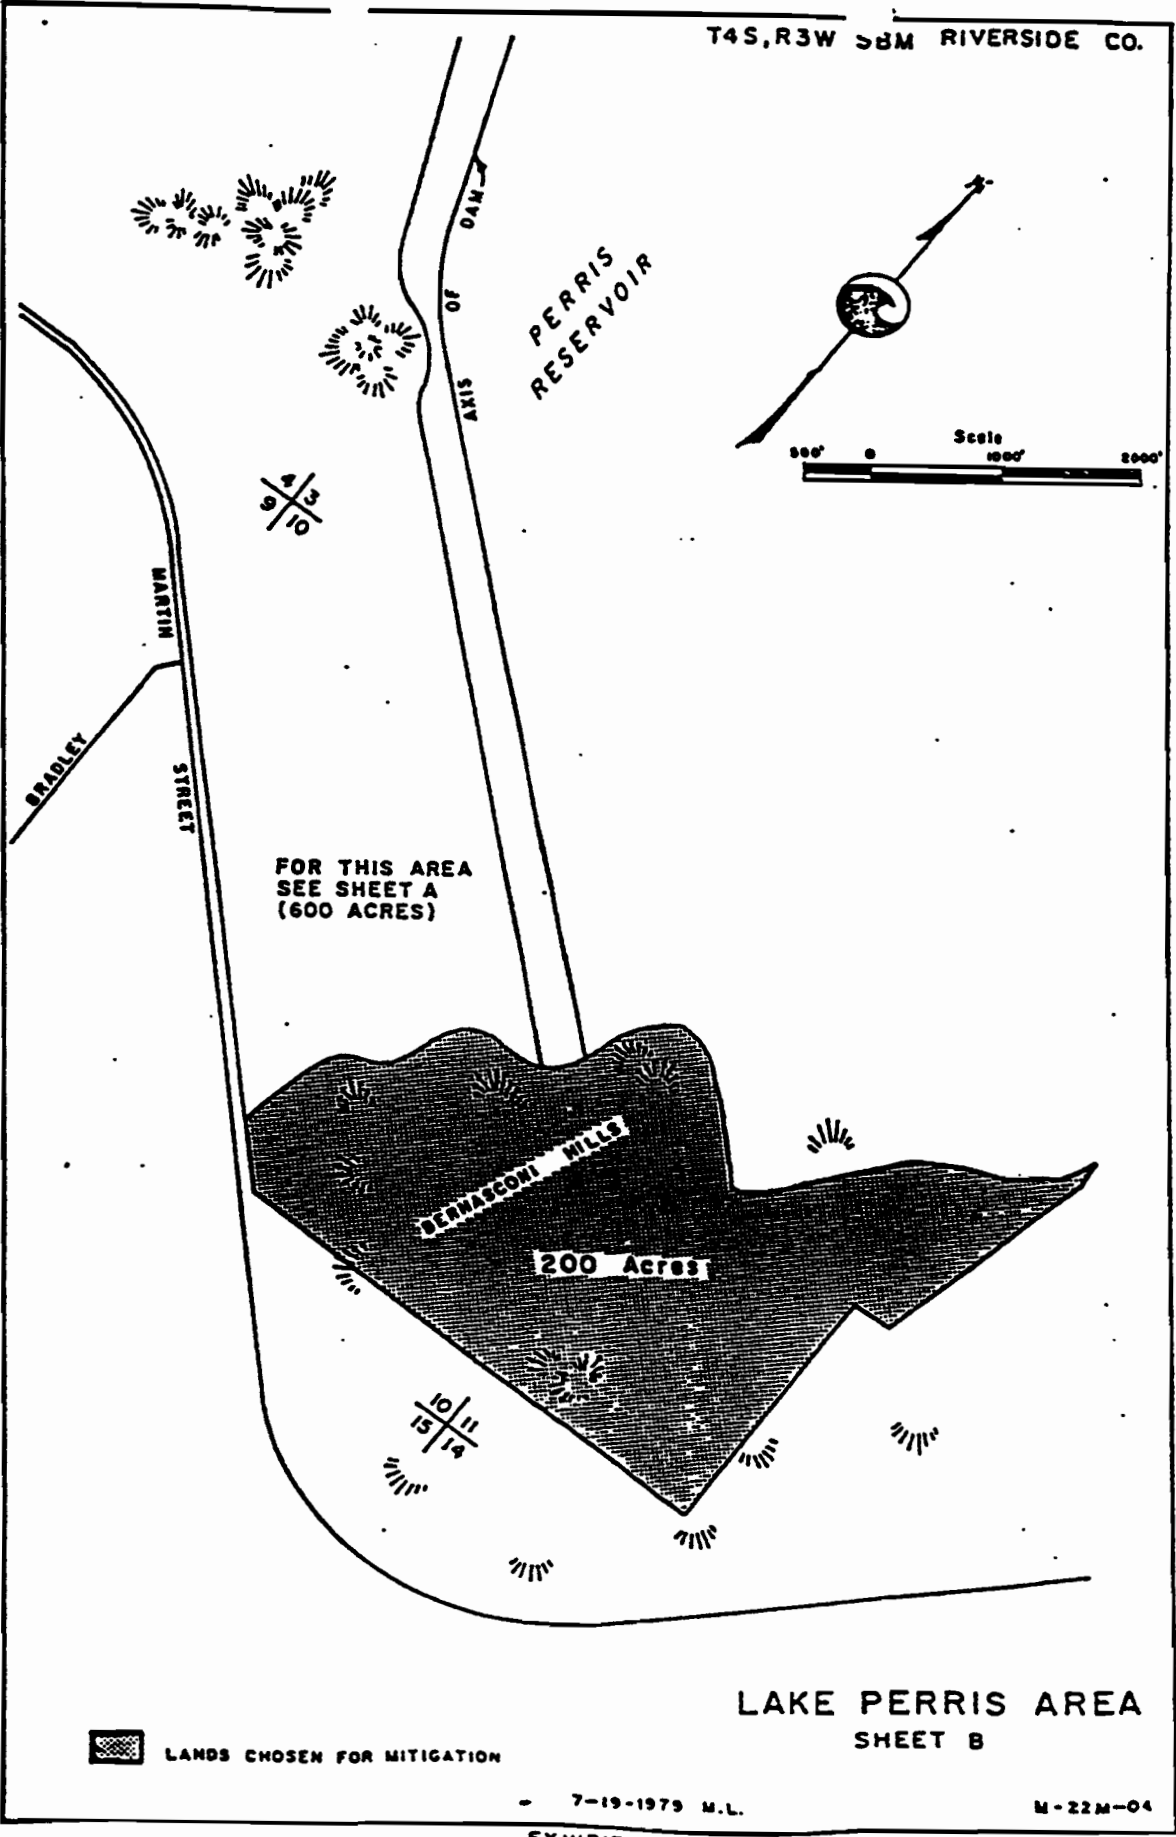 T4S, R3W SBM RIVERSIDE CO.
AXIS OF DAM
PERRIS
RESERVOIR
Scale
500' 0 1000' 2000'
4 3
9 10
MARTIN
STREET
BRADLEY
FOR THIS AREA
SEE SHEET A
(600 ACRES)
BERNASCONI HILLS
200 Acres
10 11
15 14
LAKE PERRIS AREA
SHEET B
LANDS CHOSEN FOR MITIGATION
7-19-1979 M.L.
M-22M-04